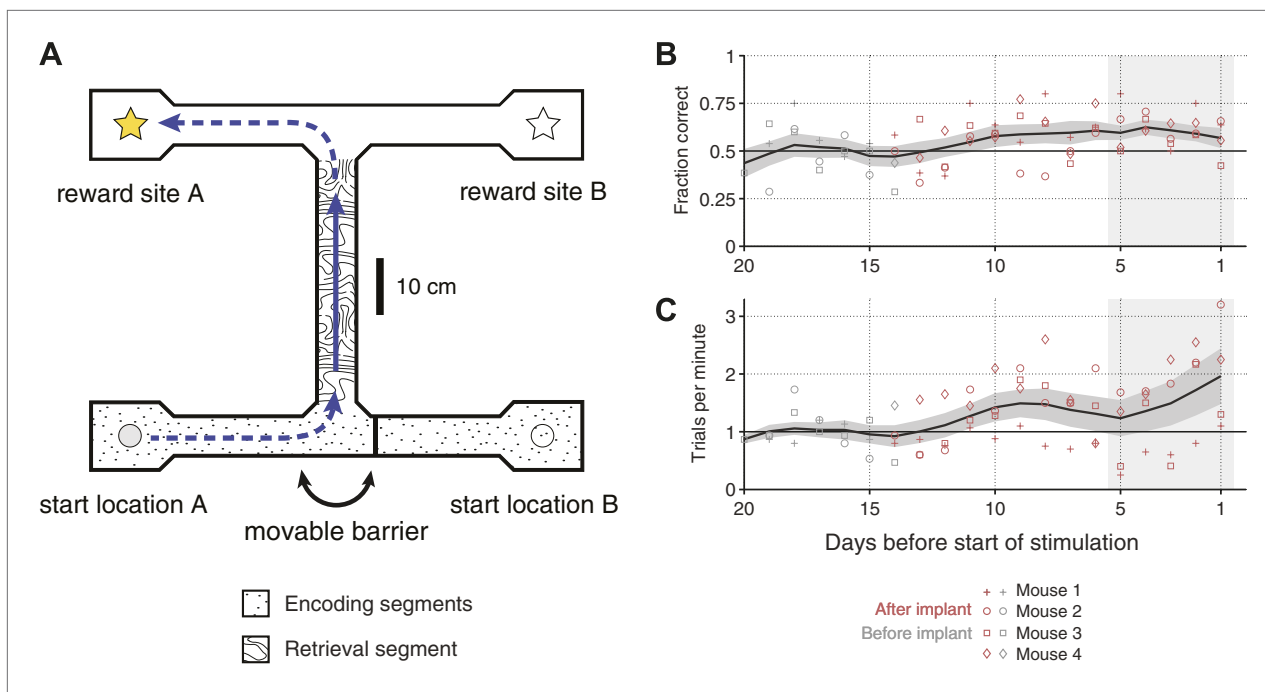 A
reward site A
reward site B
10 cm
start location A
start location B
movable barrier
Encoding segments
Retrieval segment
B
Fraction correct
1
0.75
0.5
0.25
0
20
15
10
5
1
C
Trials per minute
3
2
1
0
20
15
10
5
1
Days before start of stimulation
After implant
Before implant
Mouse 1
Mouse 2
Mouse 3
Mouse 4